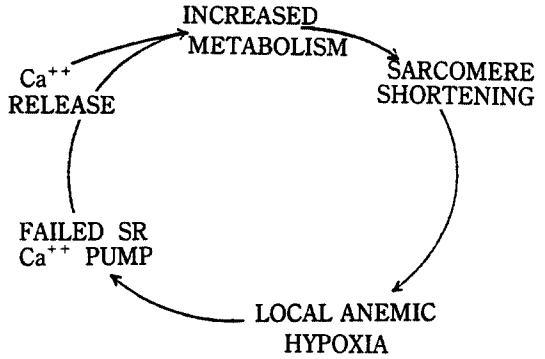 INCREASED
METABOLISM
SARCOMERE
SHORTENING
LOCAL ANEMIC
HYPOXIA
FAILED SR
Ca++ PUMP
Ca++
RELEASE